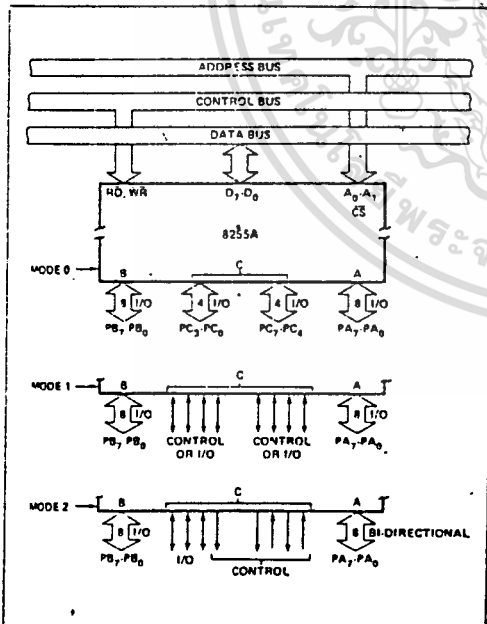 ADDRESS BUS
CONTROL BUS
DATA BUS
RD, WR D7-D0 A0-A1
CS
8255A
MODE 0 B C A
8 I/O 4 I/O 4 I/O 8 I/O
PB7-PB0 PC3-PC0 PC7-PC4 PA7-PA0
MODE 1 B C A
8 I/O CONTROL OR I/O CONTROL OR I/O 8 I/O
PB7-PB0 PA7-PA0
MODE 2 B C A
8 I/O 8 BI-DIRECTIONAL
PB7-PB0 I/O CONTROL PA7-PA0